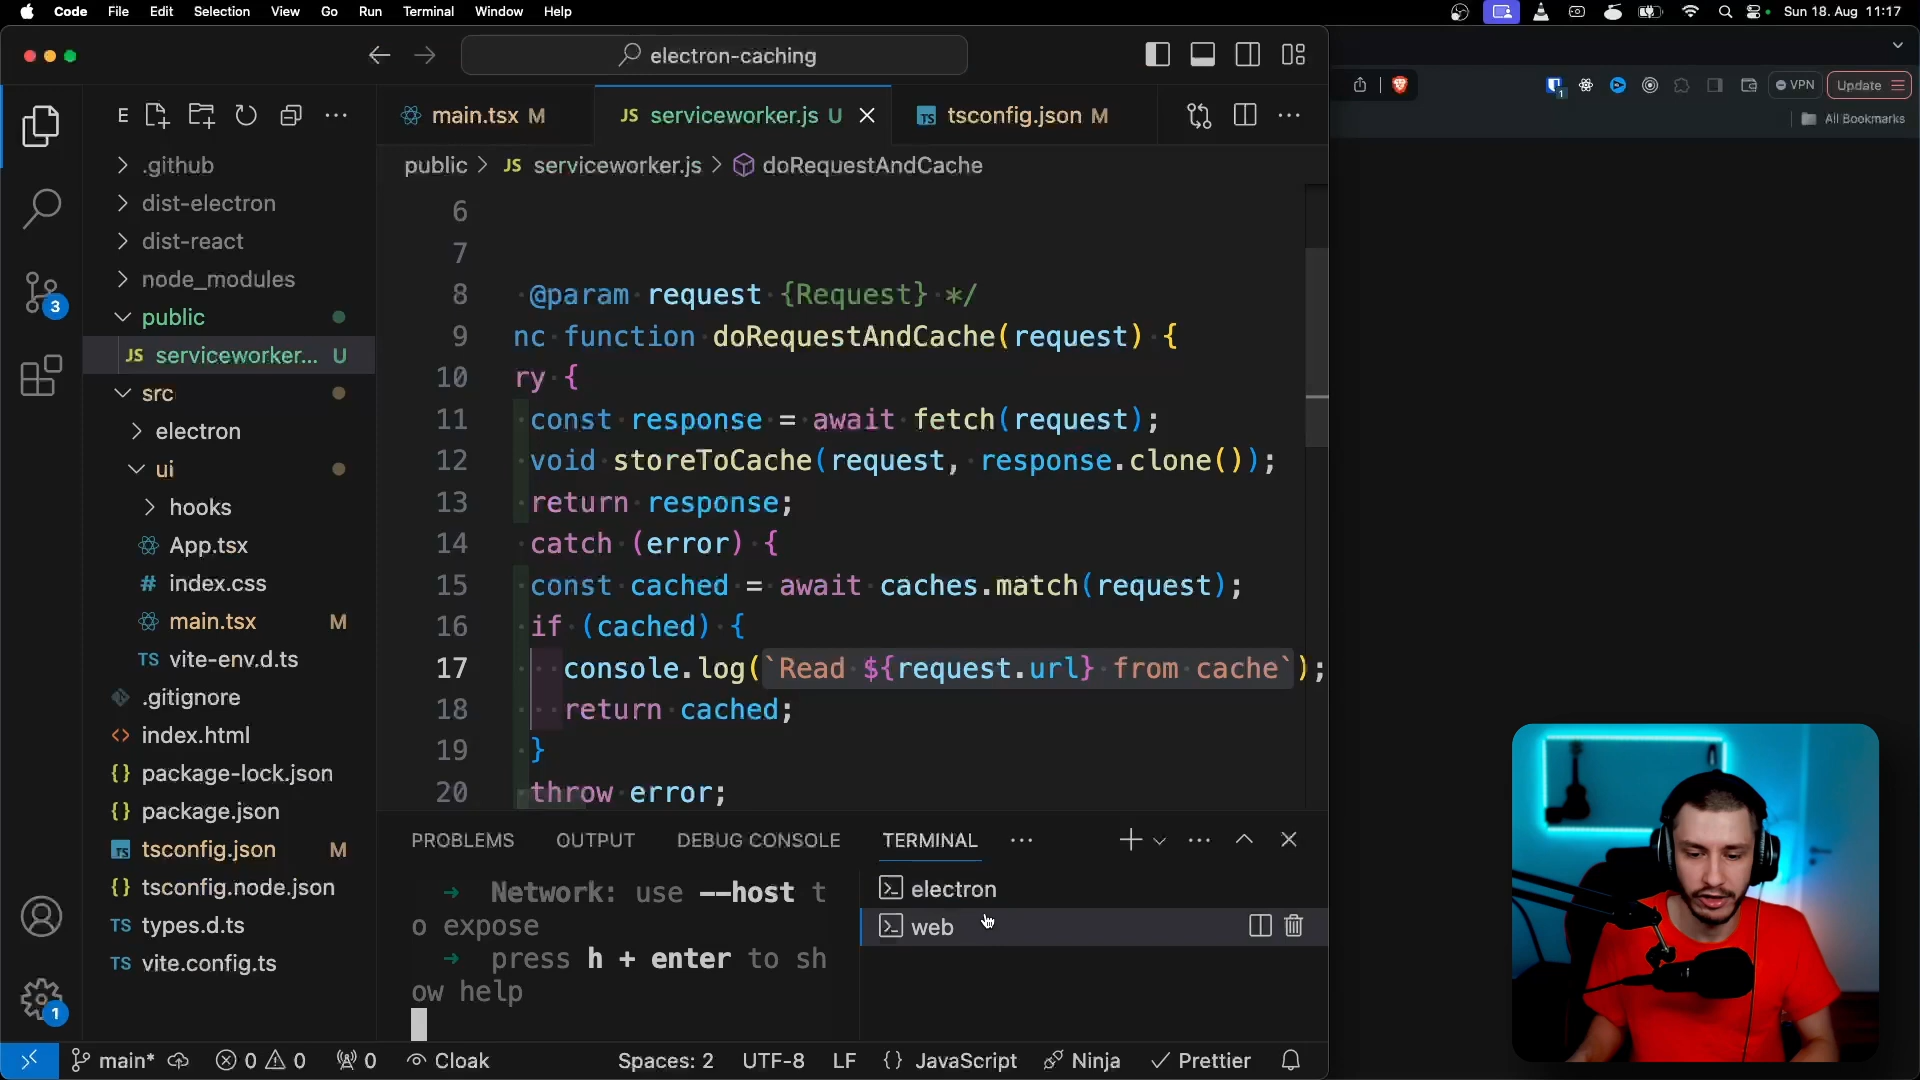 Code File Edit Selection View Go Run Terminal Window Help Sun 18. Aug 11:17
electron-caching
VPN Update
1 All Bookmarks
E main.tsx M JS serviceworker.js U TS tsconfig.json M
public > JS serviceworker.js > doRequestAndCache
.github
dist-electron
dist-react
node_modules
public
JS serviceworker... U
src
electron
ui
hooks
App.tsx
# index.css
main.tsx M
TS vite-env.d.ts
.gitignore
<> index.html
{} package-lock.json
{} package.json
TS tsconfig.json M
{} tsconfig.node.json
TS types.d.ts
TS vite.config.ts
3
1
6
7
8 @param request {Request} */
9 nc function doRequestAndCache(request) {
10 ry {
11 const response = await fetch(request);
12 void storeToCache(request, response.clone());
13 return response;
14 catch (error) {
15 const cached = await caches.match(request);
16 if (cached) {
17 console.log(`Read ${request.url} from cache`);
18 return cached;
19 }
20 throw error;
PROBLEMS OUTPUT DEBUG CONSOLE TERMINAL
➜ Network: use --host t
o expose
➜ press h + enter to sh
ow help
electron
web
main* 0 0 0 Cloak Spaces: 2 UTF-8 LF {} JavaScript Ninja Prettier